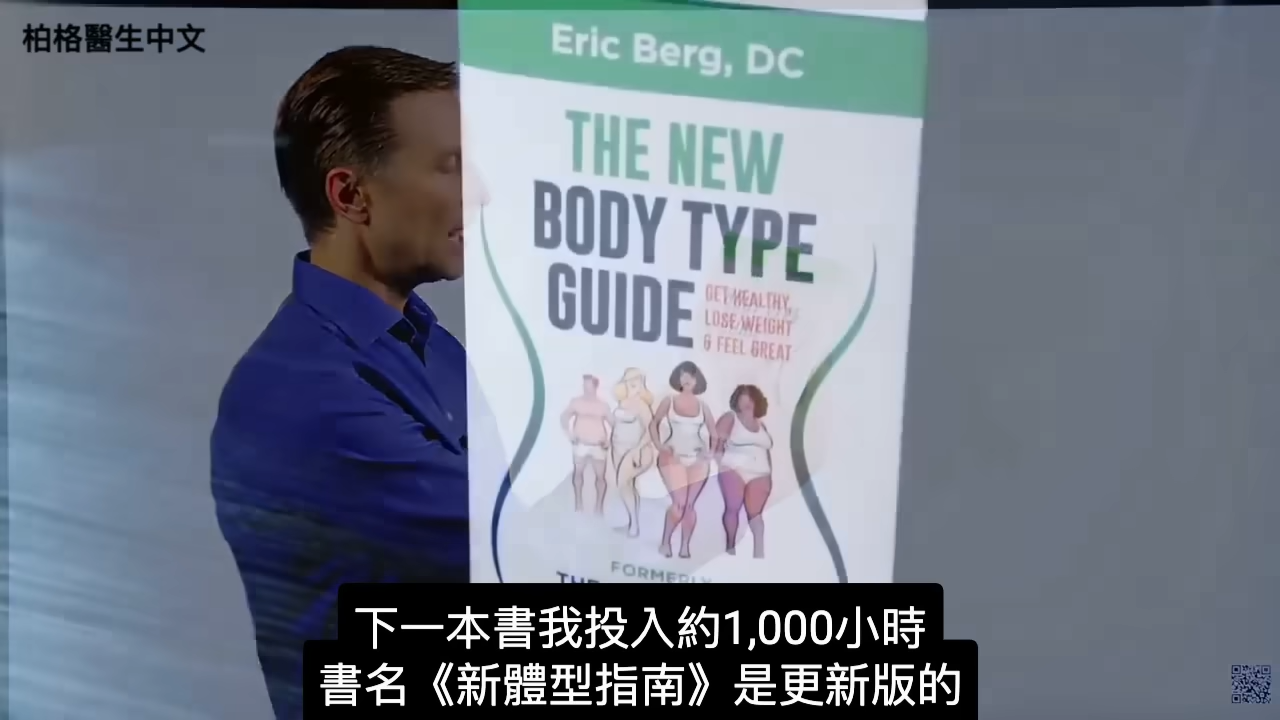 柏格醫生中文
Eric Berg, DC
THE NEW
BODY TYPE
GUIDE
GET HEALTHY,
LOSE WEIGHT
& FEEL GREAT
FORMERLY
下一本書我投入約1,000小時
書名《新體型指南》是更新版的